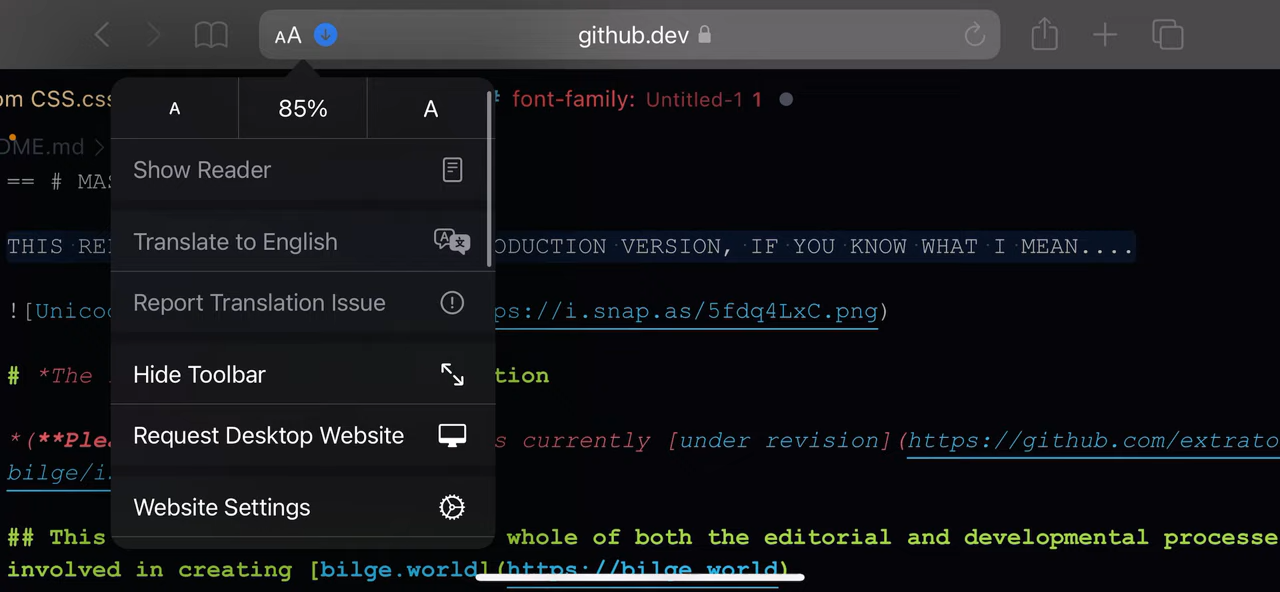 AA github.dev
om CSS.css font-family: Untitled-1 1
A 85% A
OME.md >
Show Reader
== # MAS
Translate to English
THIS RE ODUCTION VERSION, IF YOU KNOW WHAT I MEAN....
Report Translation Issue
![Unico ps://i.snap.as/5fdq4LxC.png)
Hide Toolbar
# *The tion
Request Desktop Website
*(**Plea s currently [under revision](https://github.com/extrato
bilge/i
Website Settings
## This whole of both the editorial and developmental processe
involved in creating [bilge.world](https://bilge.world)